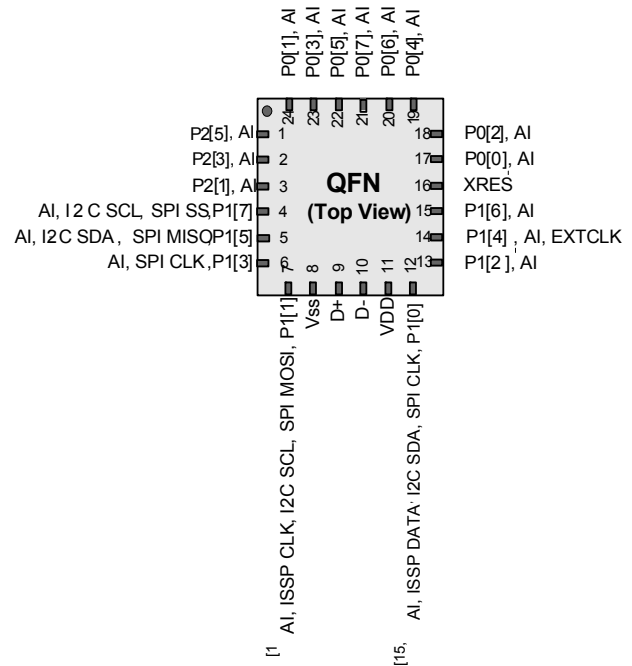 P0[1], AI
P0[3], AI
P0[5], AI
P0[7], AI
P0[6], AI
P0[4], AI
24
23
22
21
20
19
P2[5], AI
1
18
P0[2], AI
P2[3], AI
2
17
P0[0], AI
P2[1], AI
3
QFN
16
XRES
AI, I2 C SCL, SPI SS,P1[7]
4
(Top View)
15
P1[6], AI
AI, I2C SDA , SPI MISO,P1[5]
5
14
P1[4] , AI, EXTCLK
AI, SPI CLK,P1[3]
6
13
P1[2], AI
7
8
9
10
11
12
AI, ISSP CLK, I2C SCL, SPI MOSI, P1[1]
Vss
D+
D-
VDD
AI, ISSP DATA, I2C SDA, SPI CLK, P1[0]
[1
[15,